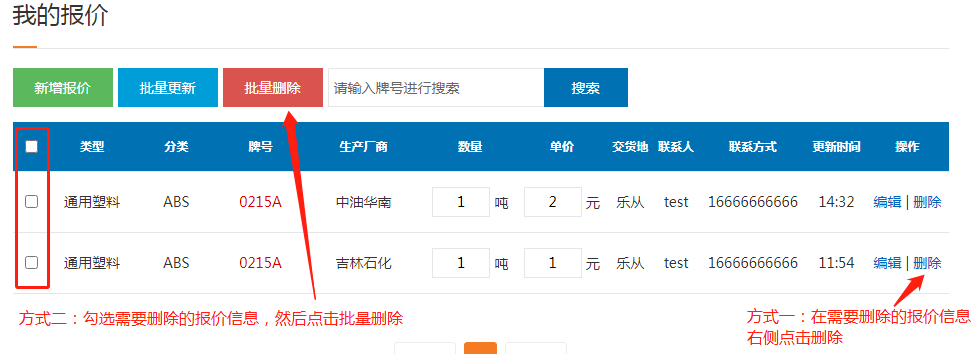 我的报价
新增报价 批量更新 批量删除 请输入牌号进行搜索 搜索
类型 分类 牌号 生产厂商 数量 单价 交货地 联系人 联系方式 更新时间 操作
通用塑料 ABS 0215A 中油华南 1 吨 2 元 乐从 test 16666666666 14:32 编辑 | 删除
通用塑料 ABS 0215A 吉林石化 1 吨 1 元 乐从 test 16666666666 11:54 编辑 | 删除
方式二：勾选需要删除的报价信息，然后点击批量删除
方式一：在需要删除的报价信息
右侧点击删除